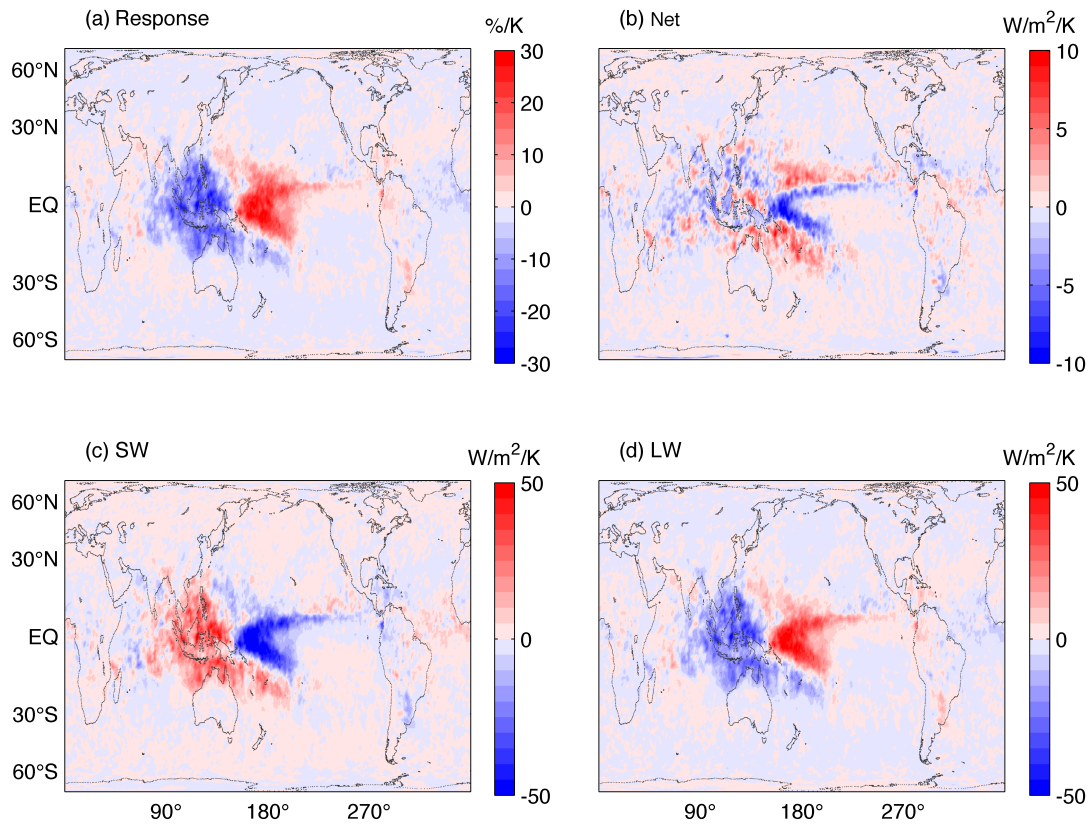 (a) Response %/K
60°N
30°N
EQ
30°S
60°S
30
20
10
0
-10
-20
-30
(b) Net W/m²/K
10
5
0
-5
-10
(c) SW W/m²/K
60°N
30°N
EQ
30°S
60°S
90° 180° 270°
50
0
-50
(d) LW W/m²/K
90° 180° 270°
50
0
-50